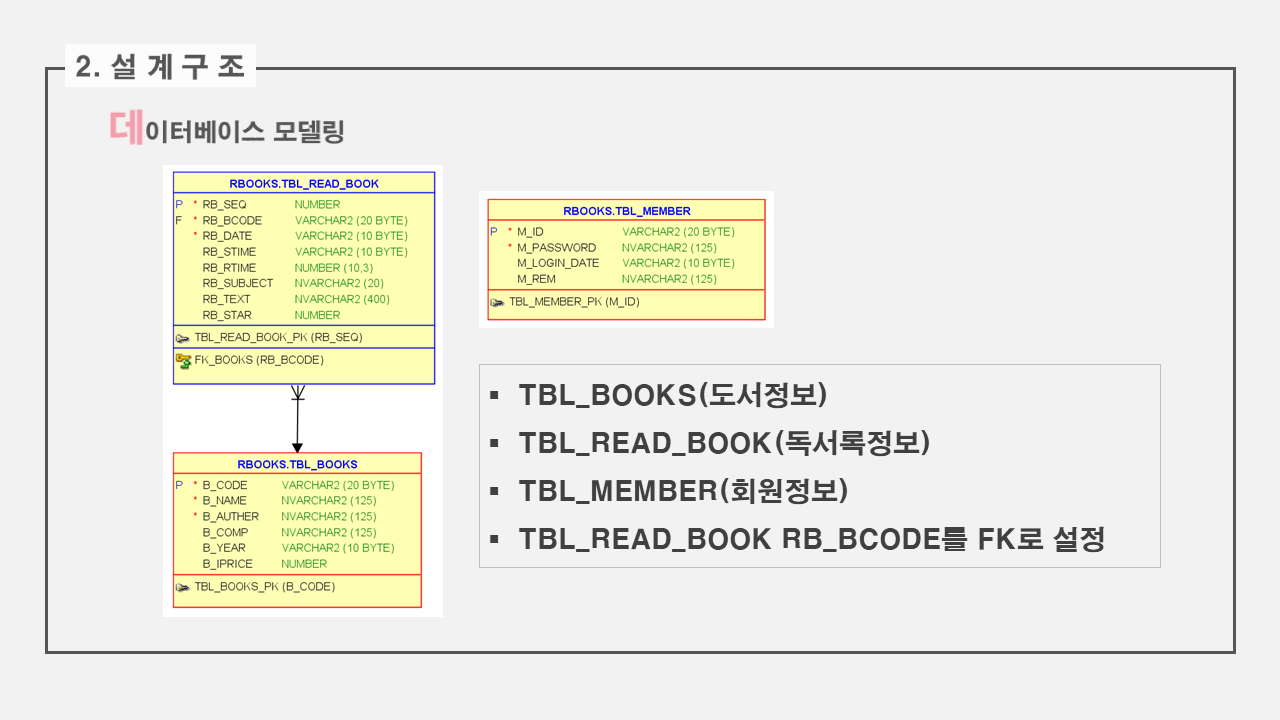 2. 설 계 구 조
데이터베이스 모델링
RBOOKS.TBL_READ_BOOK
P * RB_SEQ NUMBER
F * RB_BCODE VARCHAR2 (20 BYTE)
* RB_DATE VARCHAR2 (10 BYTE)
RB_STIME VARCHAR2 (10 BYTE)
RB_RTIME NUMBER (10,3)
RB_SUBJECT NVARCHAR2 (20)
RB_TEXT NVARCHAR2 (400)
RB_STAR NUMBER
TBL_READ_BOOK_PK (RB_SEQ)
FK_BOOKS (RB_BCODE)
RBOOKS.TBL_BOOKS
P * B_CODE VARCHAR2 (20 BYTE)
* B_NAME NVARCHAR2 (125)
* B_AUTHER NVARCHAR2 (125)
B_COMP NVARCHAR2 (125)
B_YEAR VARCHAR2 (10 BYTE)
B_IPRICE NUMBER
TBL_BOOKS_PK (B_CODE)
RBOOKS.TBL_MEMBER
P * M_ID VARCHAR2 (20 BYTE)
* M_PASSWORD NVARCHAR2 (125)
M_LOGIN_DATE VARCHAR2 (10 BYTE)
M_REM NVARCHAR2 (125)
TBL_MEMBER_PK (M_ID)
▪ TBL_BOOKS(도서정보)
▪ TBL_READ_BOOK(독서록정보)
▪ TBL_MEMBER(회원정보)
▪ TBL_READ_BOOK RB_BCODE를 FK로 설정